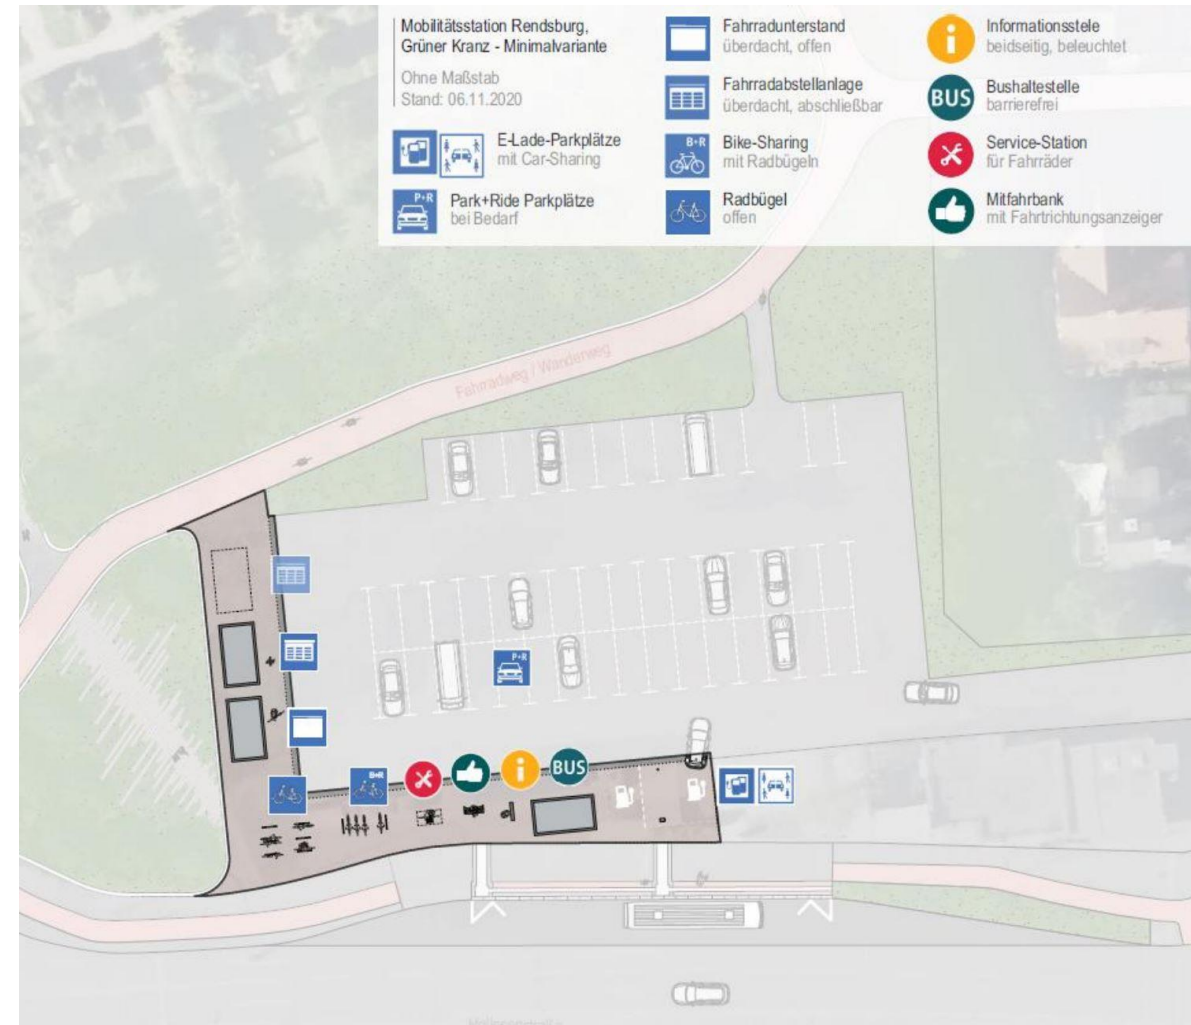 Mobilitätsstation Rendsburg,
Grüner Kranz - Minimalvariante
Ohne Maßstab
Stand: 06.11.2020
E-Lade-Parkplätze
mit Car-Sharing
P+R
Park+Ride Parkplätze
bei Bedarf
Fahrradunterstand
überdacht, offen
Fahrradabstellanlage
überdacht, abschließbar
B+R
Bike-Sharing
mit Radbügeln
Radbügel
offen
i
Informationsstele
beidseitig, beleuchtet
BUS
Bushaltestelle
barrierefrei
Service-Station
für Fahrräder
Mitfahrbank
mit Fahrtrichtungsanzeiger
Fahrradweg / Wanderweg
P+R
B+R
i
BUS